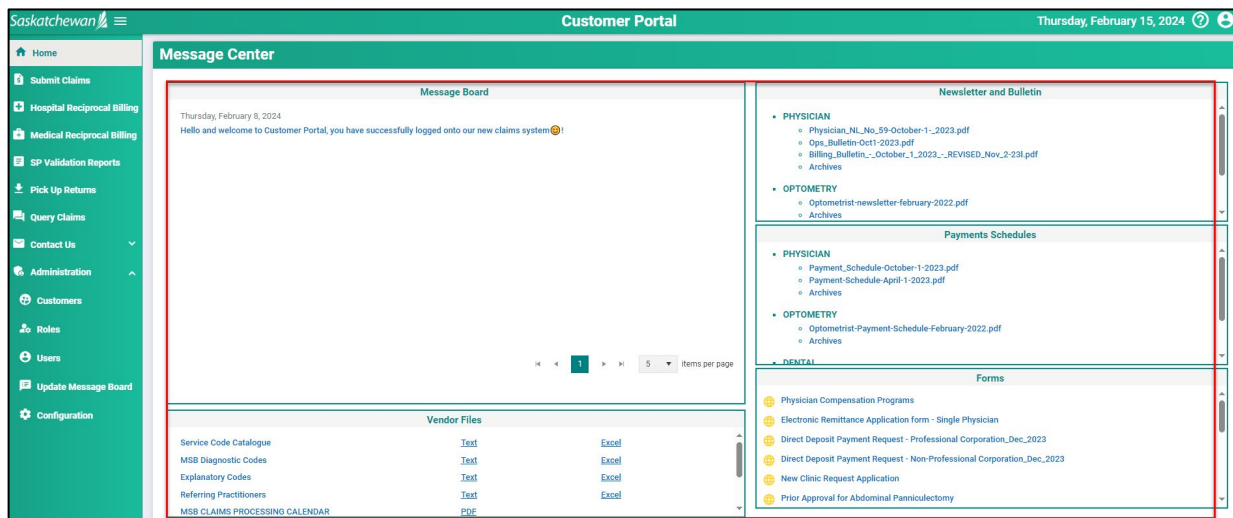 Saskatchewan
Customer Portal
Thursday, February 15, 2024
Home
Submit Claims
Hospital Reciprocal Billing
Medical Reciprocal Billing
SP Validation Reports
Pick Up Returns
Query Claims
Contact Us
Administration
Customers
Roles
Users
Update Message Board
Configuration
Message Center
Message Board
Thursday, February 8, 2024
Hello and welcome to Customer Portal, you have successfully logged onto our new claims system😊!
1
5 items per page
Vendor Files
Service Code Catalogue Text Excel
MSB Diagnostic Codes Text Excel
Explanatory Codes Text Excel
Referring Practitioners Text Excel
MSB CLAIMS PROCESSING CALENDAR PDF
Newsletter and Bulletin
PHYSICIAN
Physician_NL_No_59-October-1-_2023.pdf
Ops_Bulletin-Oct1-2023.pdf
Billing_Bulletin_-_October_1_2023_-_REVISED_Nov_2-23l.pdf
Archives
OPTOMETRY
Optometrist-newsletter-february-2022.pdf
Archives
Payments Schedules
PHYSICIAN
Payment_Schedule-October-1-2023.pdf
Payment-Schedule-April-1-2023.pdf
Archives
OPTOMETRY
Optometrist-Payment-Schedule-February-2022.pdf
Archives
DENTAL
Forms
Physician Compensation Programs
Electronic Remittance Application form - Single Physician
Direct Deposit Payment Request - Professional Corporation_Dec_2023
Direct Deposit Payment Request - Non-Professional Corporation_Dec_2023
New Clinic Request Application
Prior Approval for Abdominal Panniculectomy